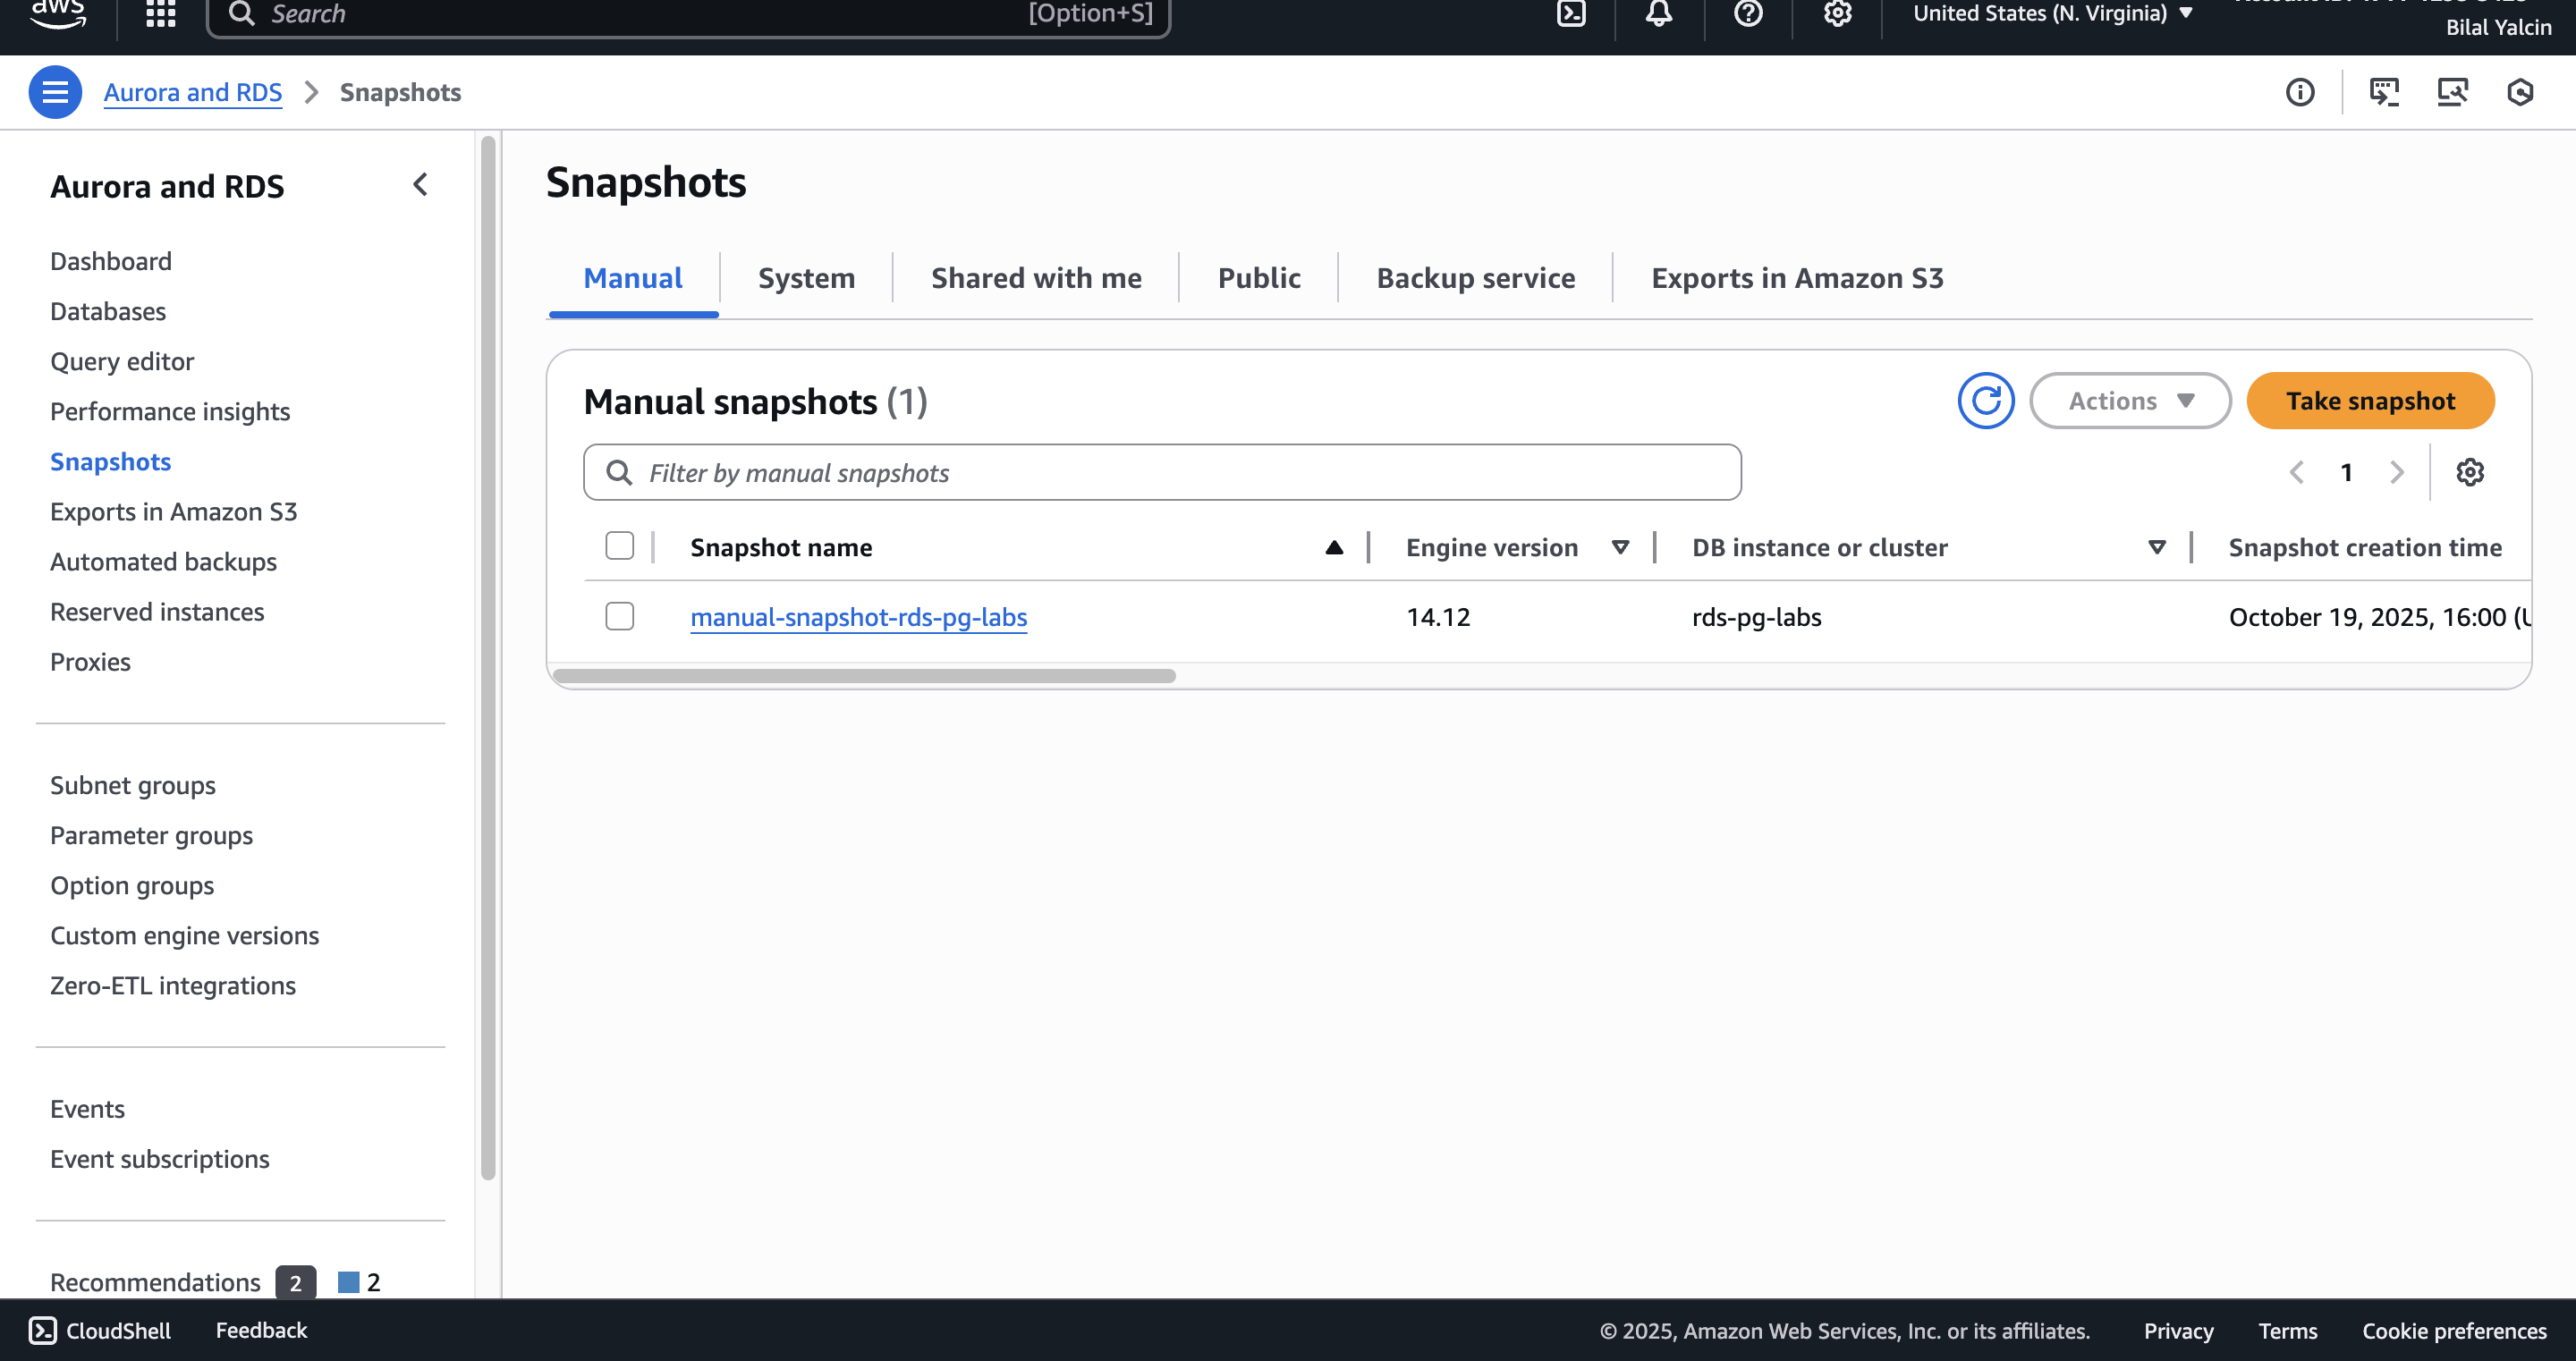 aws
Search [Option+S]
United States (N. Virginia)
Bilal Yalcin
Aurora and RDS Snapshots
Aurora and RDS
Dashboard
Databases
Query editor
Performance insights
Snapshots
Exports in Amazon S3
Automated backups
Reserved instances
Proxies
Subnet groups
Parameter groups
Option groups
Custom engine versions
Zero-ETL integrations
Events
Event subscriptions
Recommendations 2 2
Snapshots
Manual System Shared with me Public Backup service Exports in Amazon S3
Manual snapshots (1)
Actions Take snapshot
Filter by manual snapshots
1
Snapshot name Engine version DB instance or cluster Snapshot creation time
manual-snapshot-rds-pg-labs 14.12 rds-pg-labs October 19, 2025, 16:00 (
CloudShell Feedback © 2025, Amazon Web Services, Inc. or its affiliates. Privacy Terms Cookie preferences